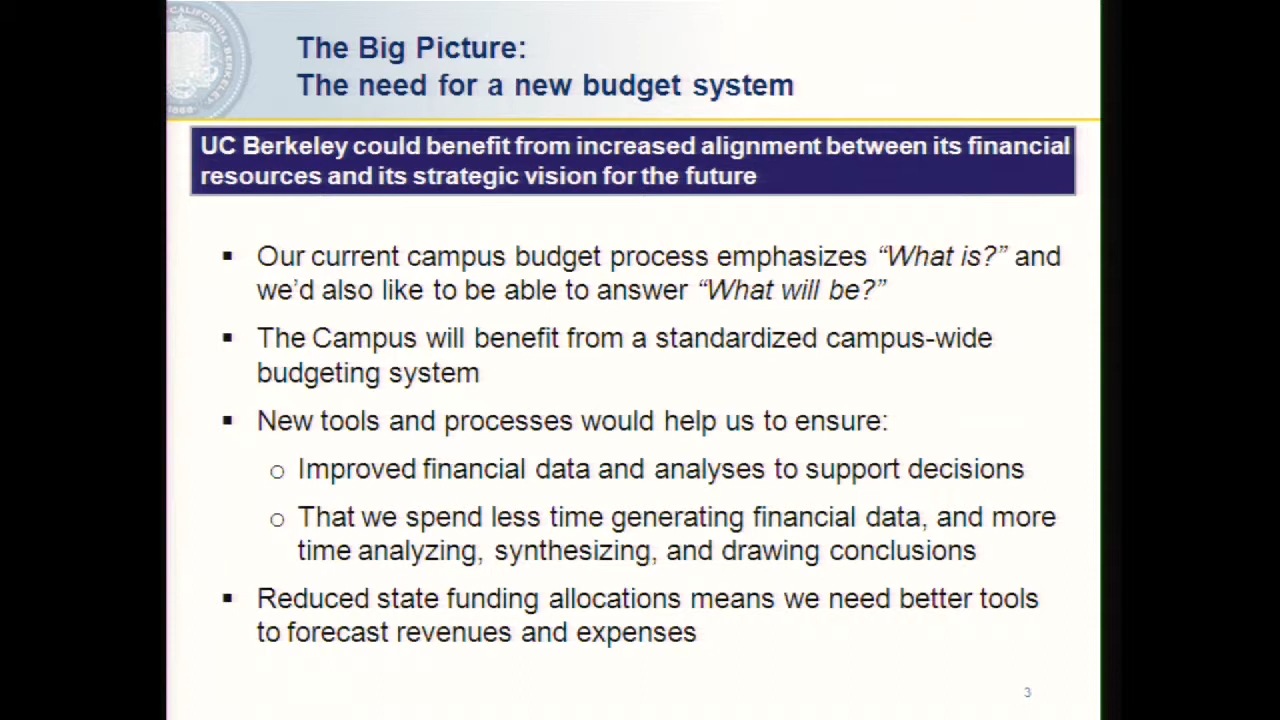 CALIFORNIA
BERKELEY
1868
The Big Picture:
The need for a new budget system
UC Berkeley could benefit from increased alignment between its financial
resources and its strategic vision for the future
▪ Our current campus budget process emphasizes “What is?” and
we’d also like to be able to answer “What will be?”
▪ The Campus will benefit from a standardized campus-wide
budgeting system
▪ New tools and processes would help us to ensure:
o Improved financial data and analyses to support decisions
o That we spend less time generating financial data, and more
time analyzing, synthesizing, and drawing conclusions
▪ Reduced state funding allocations means we need better tools
to forecast revenues and expenses
3